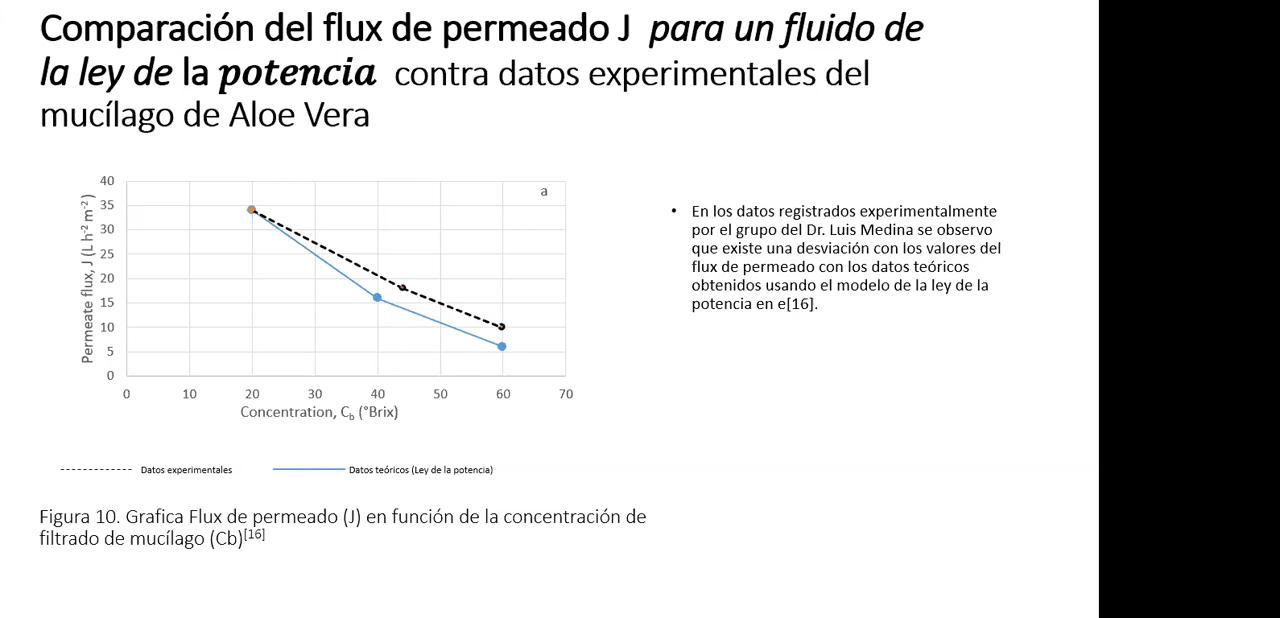 Comparación del flux de permeado J para un fluido de
la ley de la potencia contra datos experimentales del
mucílago de Aloe Vera
a
40
35
30
25
20
15
10
5
0
Permeate flux, J (L h⁻² m⁻²)
0 10 20 30 40 50 60 70
Concentration, C_b (°Brix)
Datos experimentales
Datos teóricos (Ley de la potencia)
Figura 10. Grafica Flux de permeado (J) en función de la concentración de
filtrado de mucílago (Cb)[16]
• En los datos registrados experimentalmente
por el grupo del Dr. Luis Medina se observo
que existe una desviación con los valores del
flux de permeado con los datos teóricos
obtenidos usando el modelo de la ley de la
potencia en e[16].